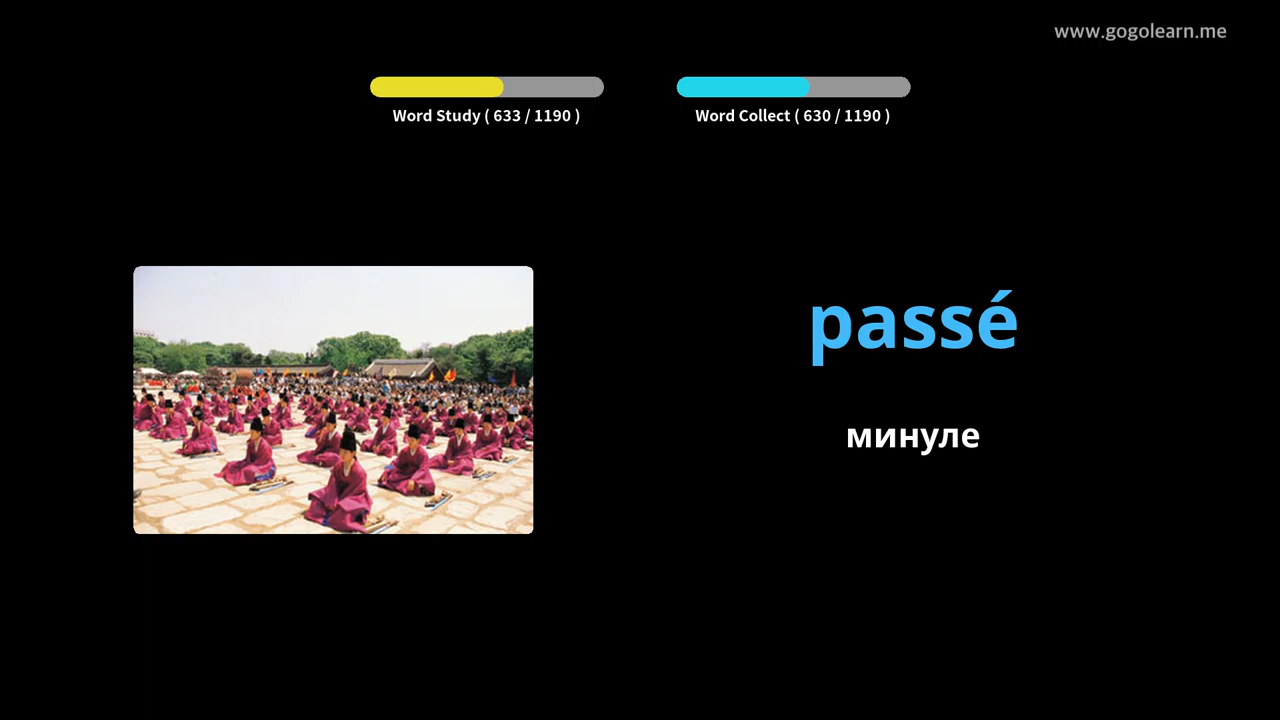 www.gogolearn.me
Word Study ( 633 / 1190 )
Word Collect ( 630 / 1190 )
passé
минуле